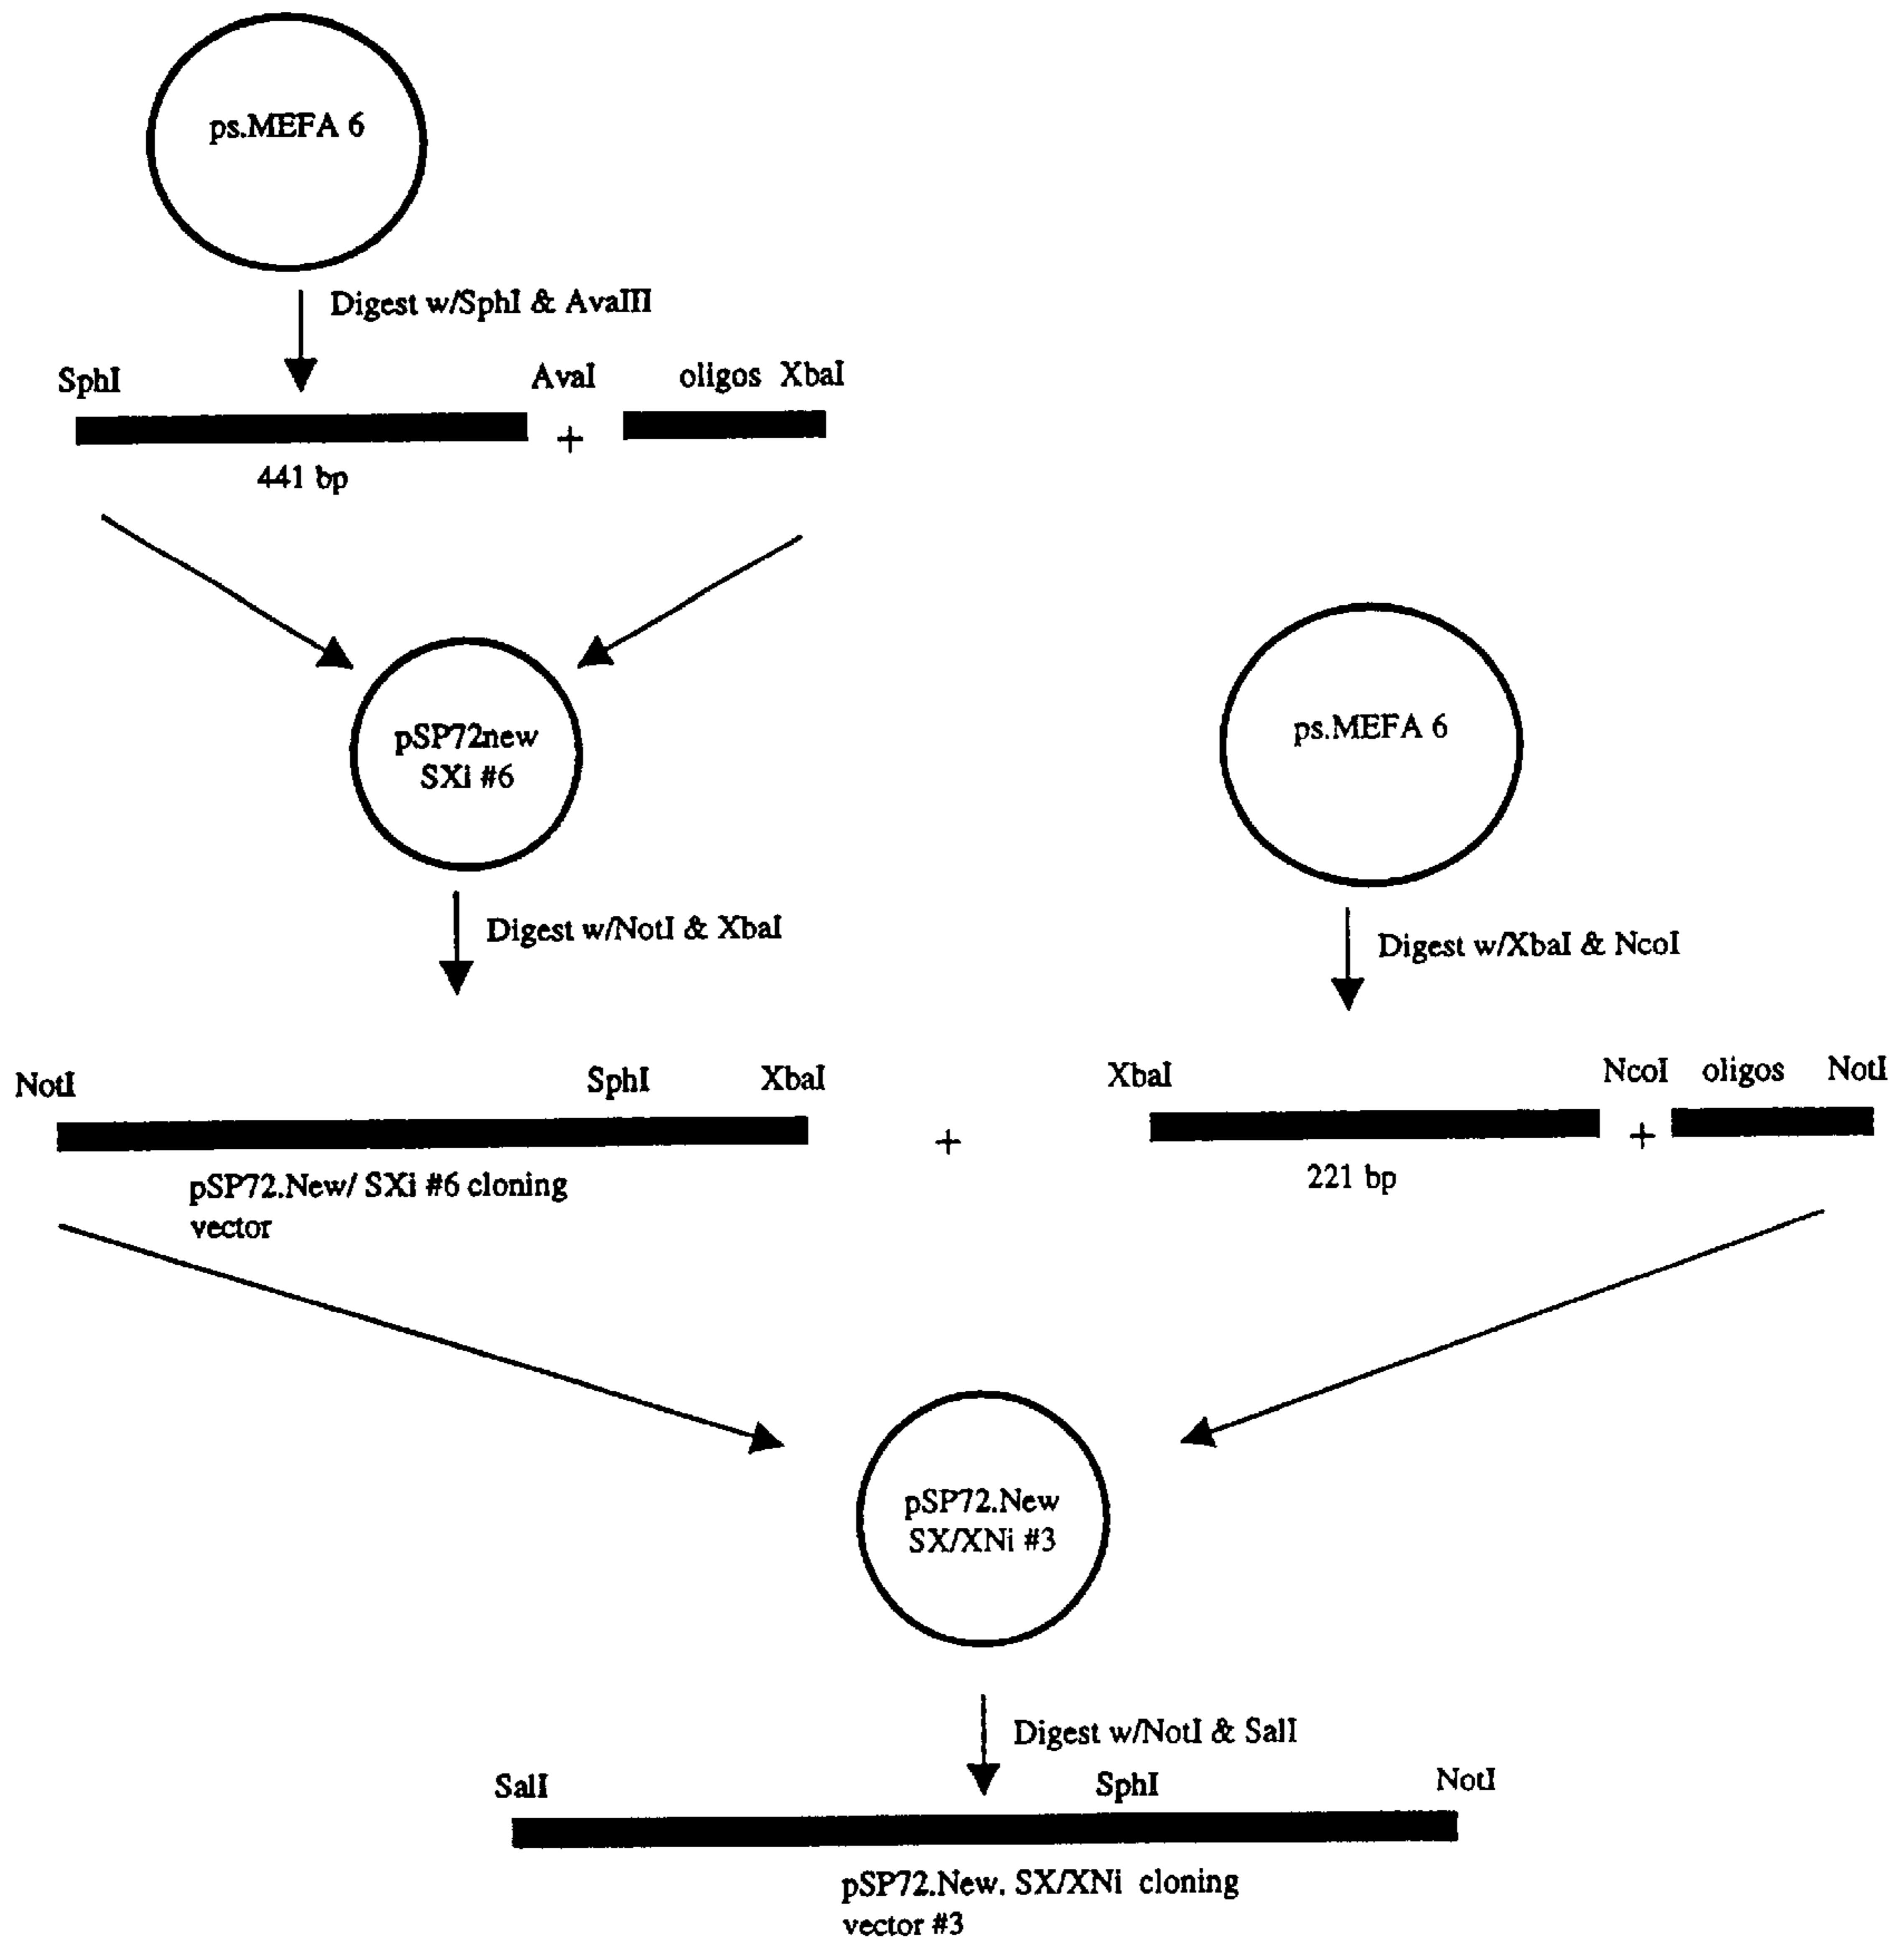 ps.MEFA 6
Digest w/SphI & AvaIII
SphI
AvaI
oligos XbaI
+
441 bp
pSP72new
SXi #6
ps.MEFA 6
Digest w/NotI & XbaI
Digest w/XbaI & NcoI
NotI
SphI
XbaI
XbaI
NcoI
oligos
NotI
+
+
pSP72.New/ SXi #6 cloning
vector
221 bp
pSP72.New
SX/XNi #3
Digest w/NotI & SalI
SalI
SphI
NotI
pSP72.New. SX/XNi cloning
vector #3